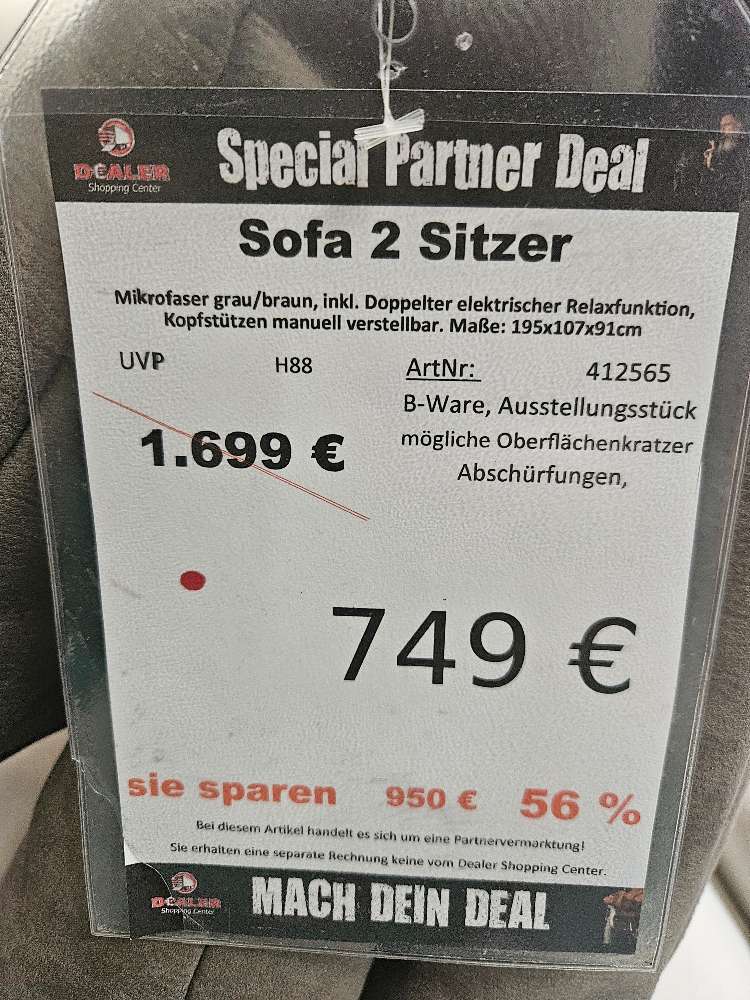 DEALER
Shopping Center
Special Partner Deal
Sofa 2 Sitzer
Mikrofaser grau/braun, inkl. Doppelter elektrischer Relaxfunktion,
Kopfstützen manuell verstellbar. Maße: 195x107x91cm
UVP H88 ArtNr: 412565
B-Ware, Ausstellungsstück
1.699 € mögliche Oberflächenkratzer
Abschürfungen,
749 €
sie sparen 950 € 56 %
Bei diesem Artikel handelt es sich um eine Partnervermarktung!
Sie erhalten eine separate Rechnung keine vom Dealer Shopping Center.
DEALER
Shopping Center
MACH DEIN DEAL